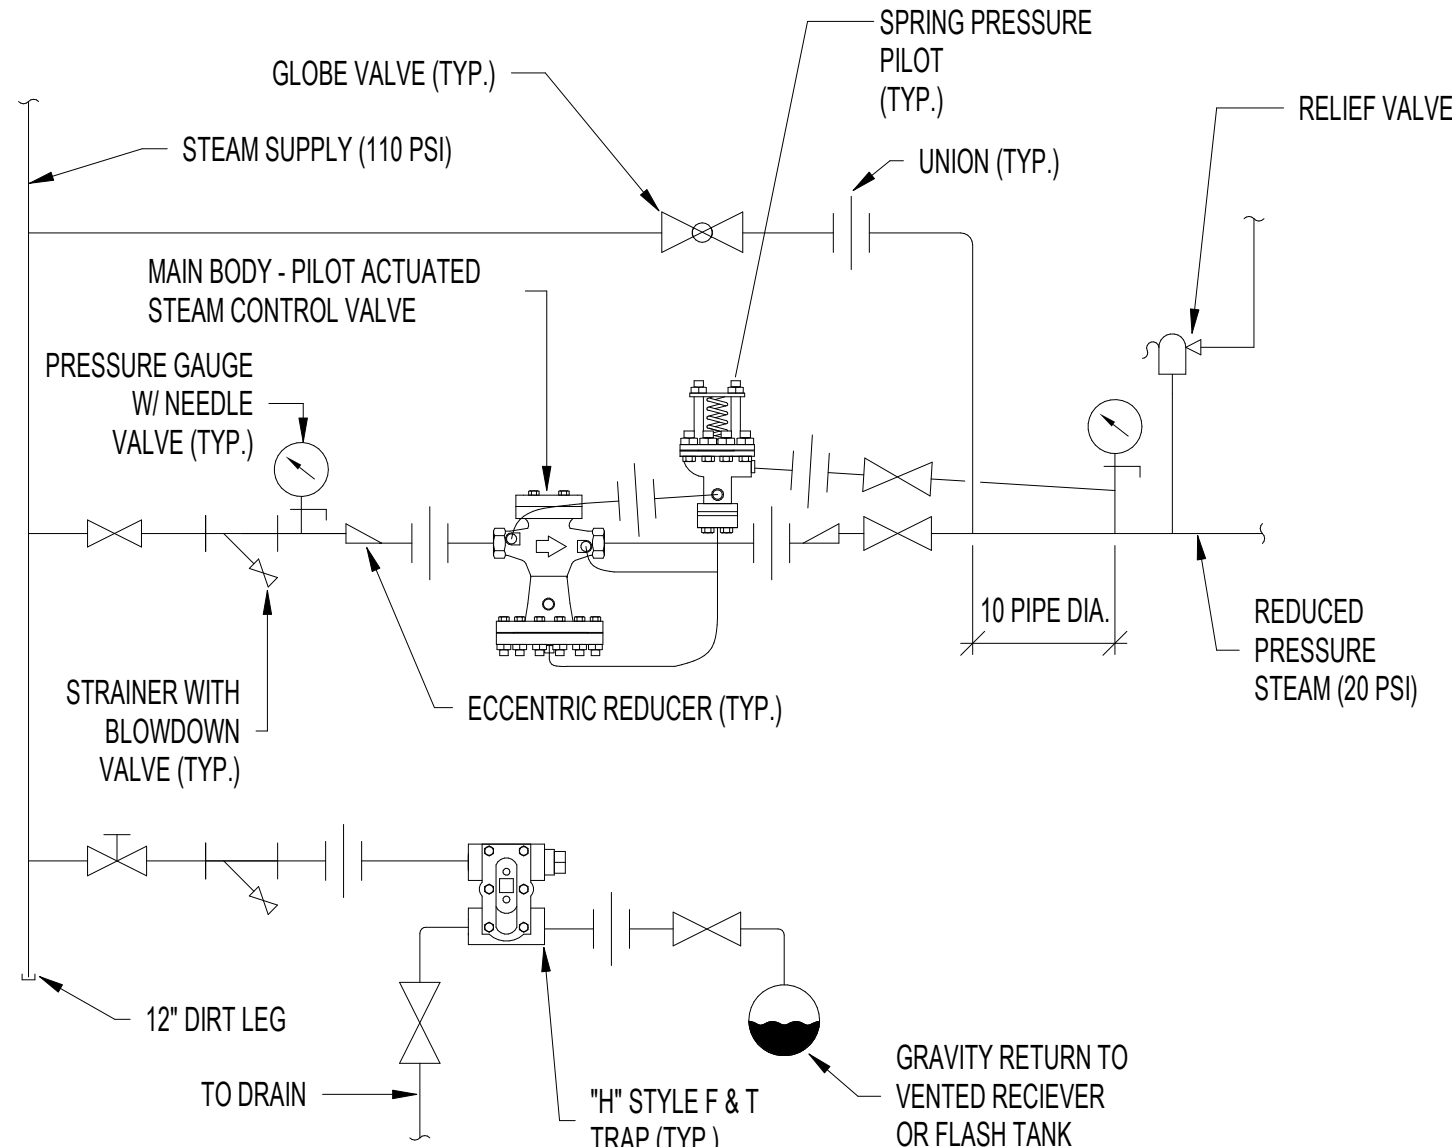 SPRING PRESSURE
PILOT
(TYP.)
GLOBE VALVE (TYP.)
RELIEF VALVE
STEAM SUPPLY (110 PSI)
UNION (TYP.)
MAIN BODY - PILOT ACTUATED
STEAM CONTROL VALVE
PRESSURE GAUGE
W/ NEEDLE
VALVE (TYP.)
10 PIPE DIA.
REDUCED
PRESSURE
STEAM (20 PSI)
STRAINER WITH
BLOWDOWN
VALVE (TYP.)
ECCENTRIC REDUCER (TYP.)
12" DIRT LEG
TO DRAIN
"H" STYLE F & T
TRAP (TYP.)
GRAVITY RETURN TO
VENTED RECIEVER
OR FLASH TANK